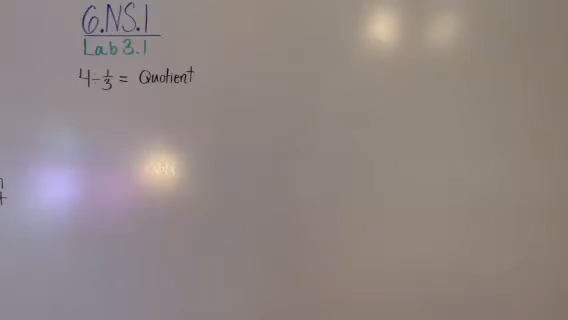 6.NS.1
Lab 3.1
4÷1/3 = Quotient